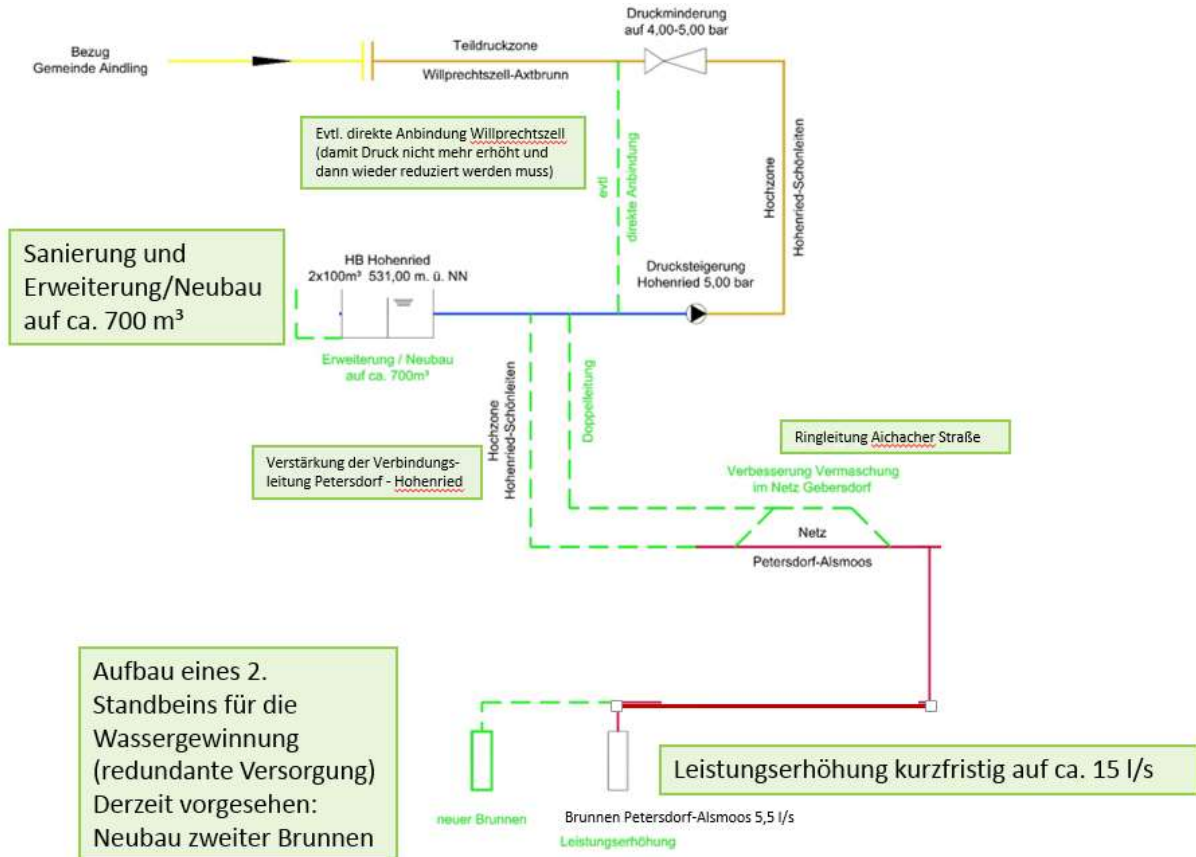 Druckminderung
auf 4,00-5,00 bar
Bezug
Gemeinde Aindling
Teildruckzone
Willprechtszell-Axtbrunn
Evtl. direkte Anbindung Willprechtszell
(damit Druck nicht mehr erhöht und
dann wieder reduziert werden muss)
evtl
direkte Anbindung
Hochzone
Hohenried-Schönleiten
Sanierung und
Erweiterung/Neubau
auf ca. 700 m³
HB Hohenried
2x100m³ 531,00 m. ü. NN
Drucksteigerung
Hohenried 5,00 bar
Erweiterung / Neubau
auf ca. 700m³
Hochzone
Hohenried-Schönleiten
Doppelleitung
Verstärkung der Verbindungs-
leitung Petersdorf - Hohenried
Ringleitung Aichacher Straße
Verbesserung Vermaschung
im Netz Gebersdorf
Netz
Petersdorf-Alsmoos
Aufbau eines 2.
Standbeins für die
Wassergewinnung
(redundante Versorgung)
Derzeit vorgesehen:
Neubau zweiter Brunnen
Leistungserhöhung kurzfristig auf ca. 15 l/s
neuer Brunnen
Brunnen Petersdorf-Alsmoos 5,5 l/s
Leistungserhöhung